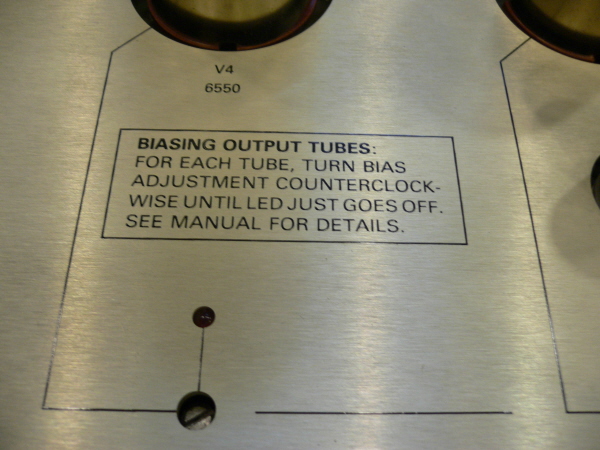 V4
6550
BIASING OUTPUT TUBES:
FOR EACH TUBE, TURN BIAS
ADJUSTMENT COUNTERCLOCK-
WISE UNTIL LED JUST GOES OFF.
SEE MANUAL FOR DETAILS.